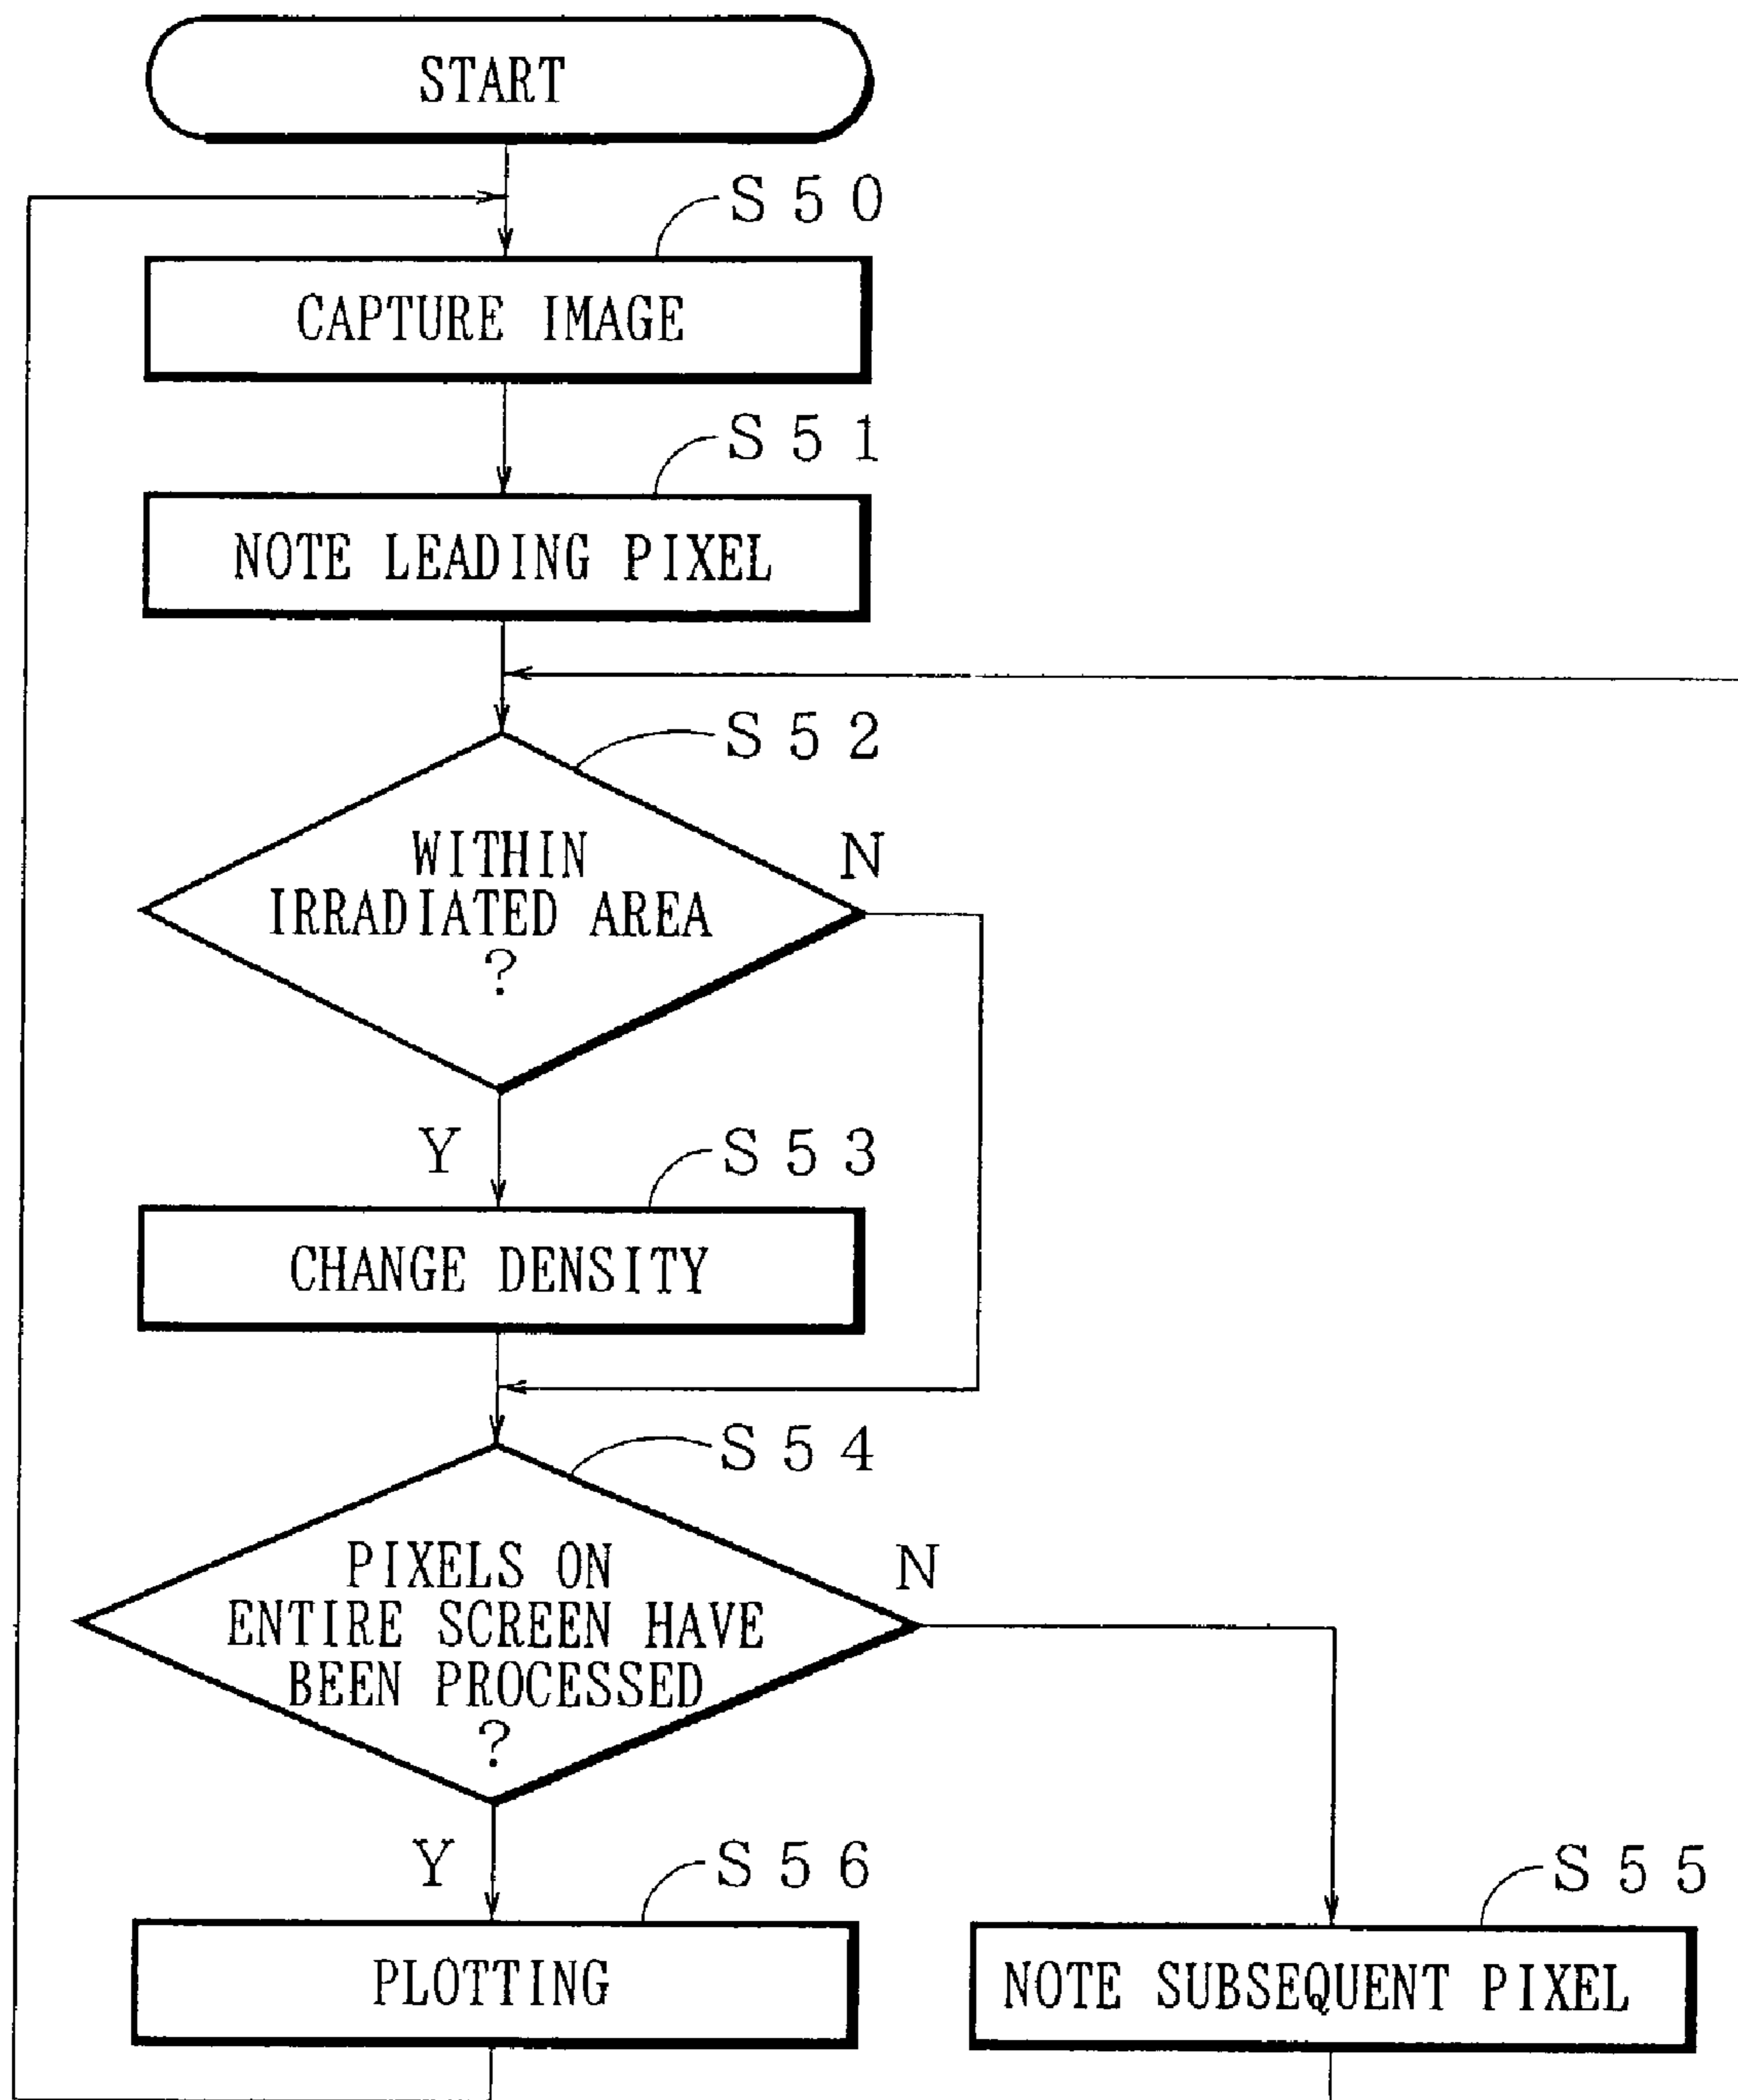 START
S50
CAPTURE IMAGE
S51
NOTE LEADING PIXEL
S52
WITHIN
IRRADIATED AREA
?
N
Y
S53
CHANGE DENSITY
S54
PIXELS ON
ENTIRE SCREEN HAVE
BEEN PROCESSED
?
N
Y
S56
PLOTTING
S55
NOTE SUBSEQUENT PIXEL